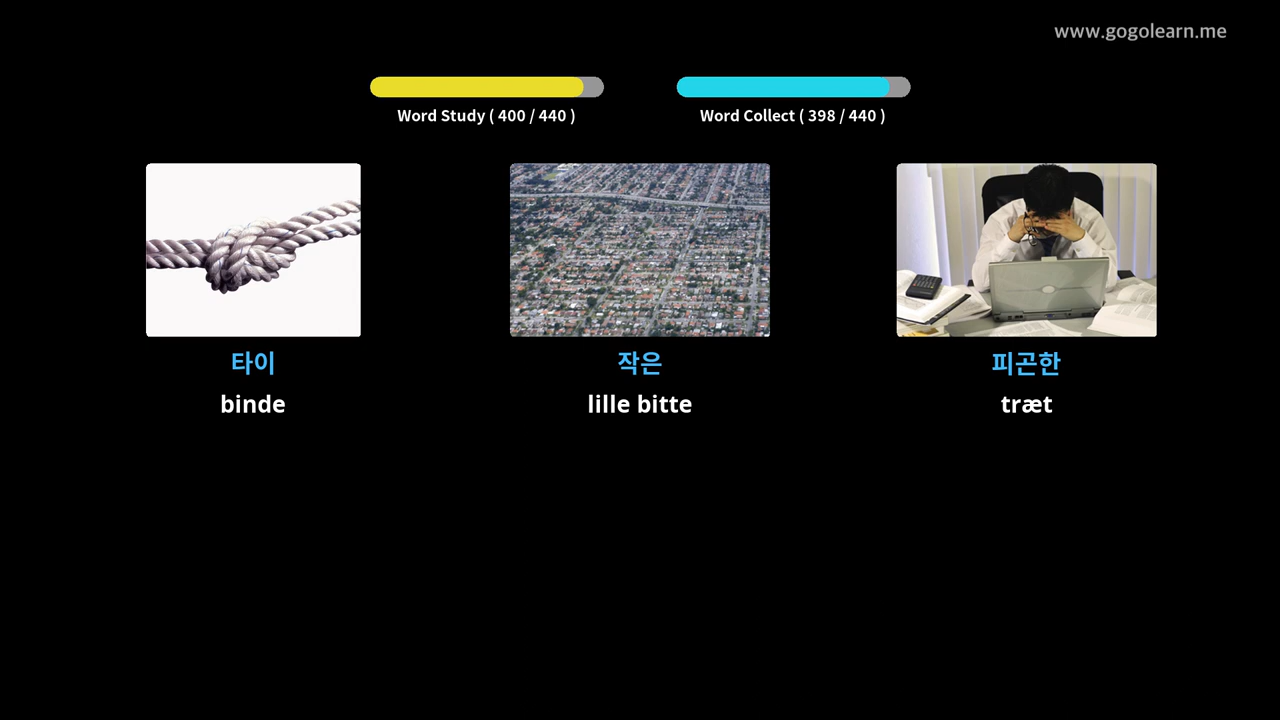 www.gogolearn.me
Word Study ( 400 / 440 )
Word Collect ( 398 / 440 )
타이
작은
피곤한
binde
lille bitte
træt